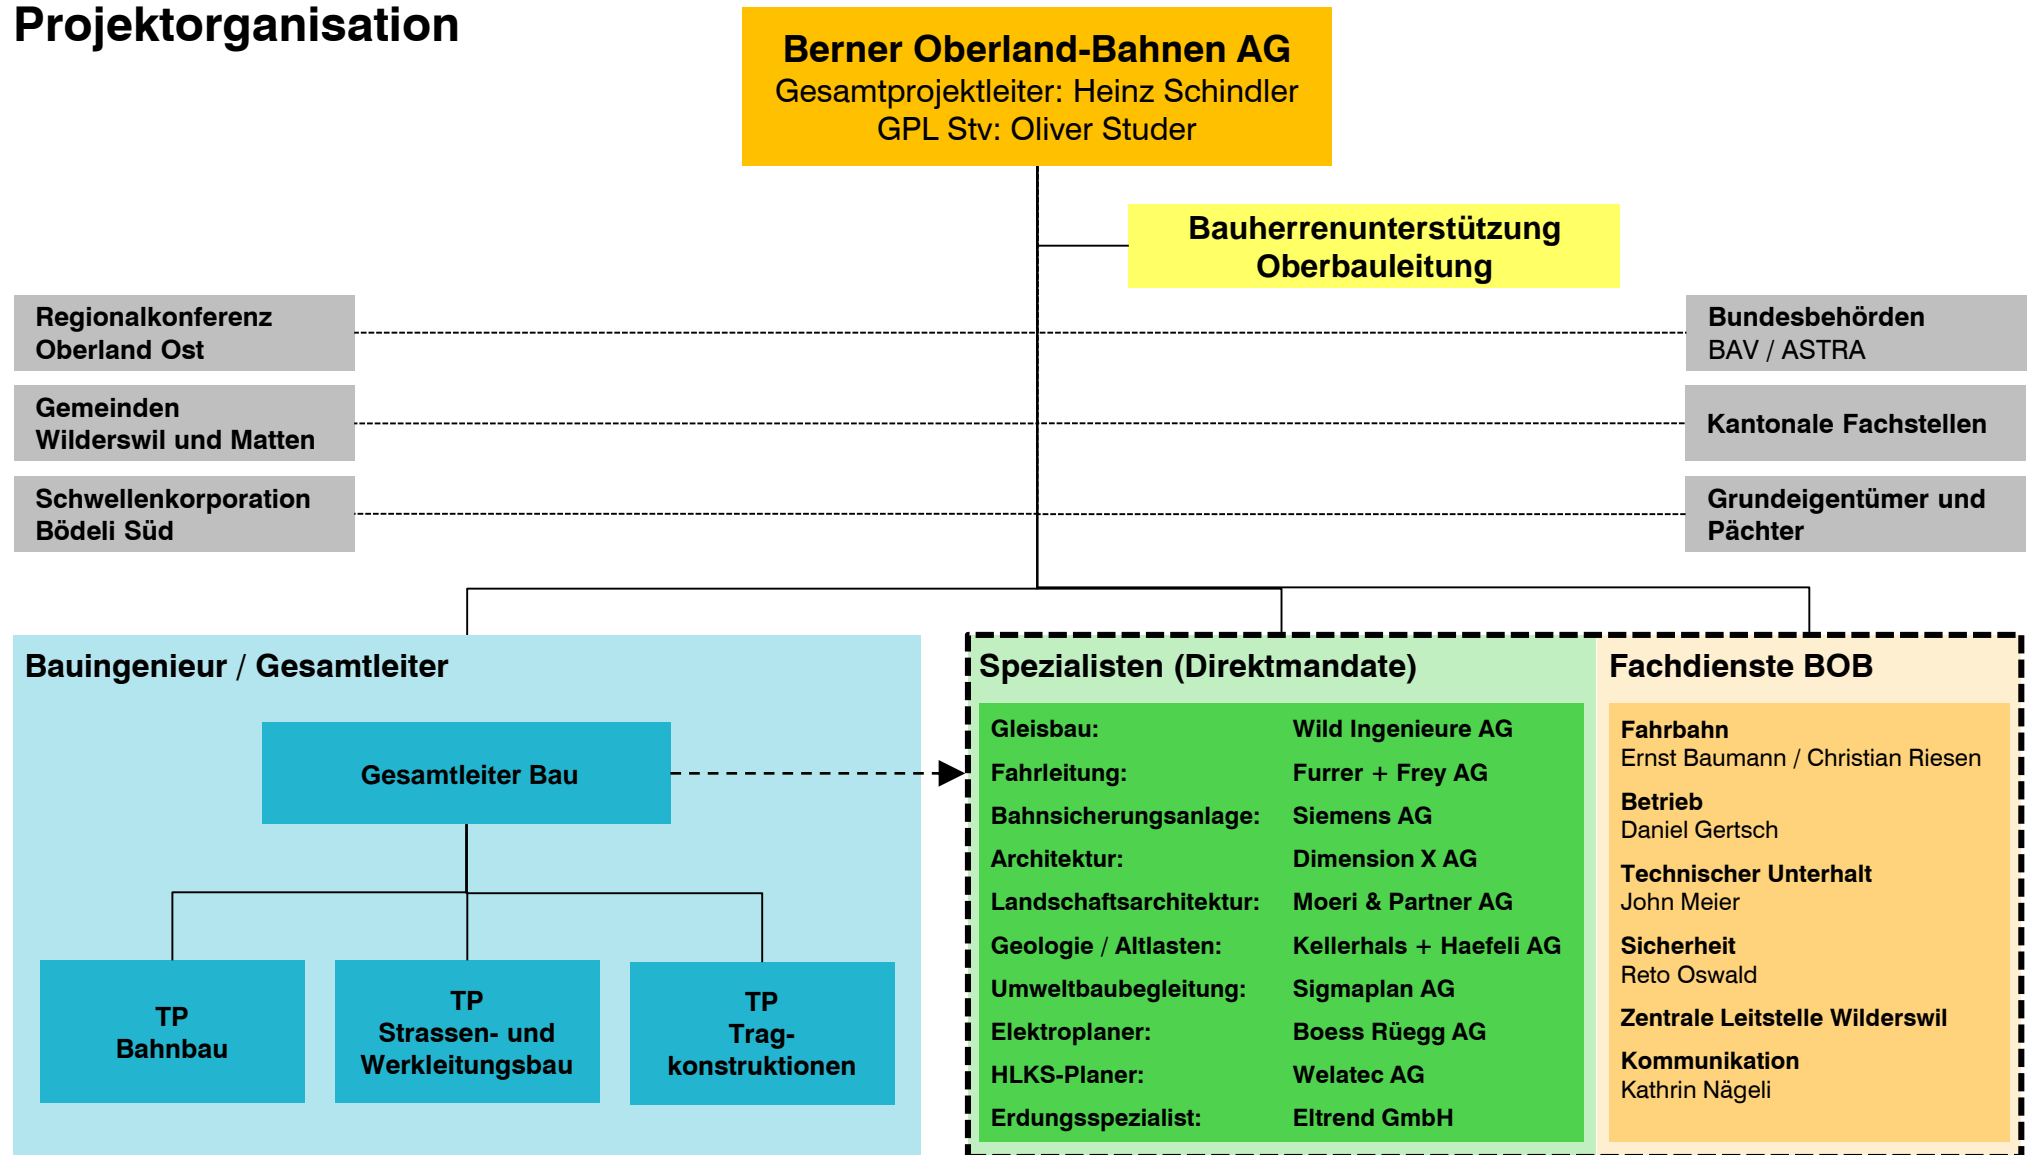 Projektorganisation
Berner Oberland-Bahnen AG
Gesamtprojektleiter: Heinz Schindler
GPL Stv: Oliver Studer
Bauherrenunterstützung
Oberbauleitung
Regionalkonferenz
Oberland Ost
Bundesbehörden
BAV / ASTRA
Gemeinden
Wilderswil und Matten
Kantonale Fachstellen
Schwellenkorporation
Bödeli Süd
Grundeigentümer und
Pächter
Bauingenieur / Gesamtleiter
Gesamtleiter Bau
TP
Bahnbau
TP
Strassen- und
Werkleitungsbau
TP
Trag-
konstruktionen
Spezialisten (Direktmandate)
Gleisbau: Wild Ingenieure AG
Fahrleitung: Furrer + Frey AG
Bahnsicherungsanlage: Siemens AG
Architektur: Dimension X AG
Landschaftsarchitektur: Moeri & Partner AG
Geologie / Altlasten: Kellerhals + Haefeli AG
Umweltbaubegleitung: Sigmaplan AG
Elektroplaner: Boess Rüegg AG
HLKS-Planer: Welatec AG
Erdungsspezialist: Eltrend GmbH
Fachdienste BOB
Fahrbahn
Ernst Baumann / Christian Riesen
Betrieb
Daniel Gertsch
Technischer Unterhalt
John Meier
Sicherheit
Reto Oswald
Zentrale Leitstelle Wilderswil
Kommunikation
Kathrin Nägeli